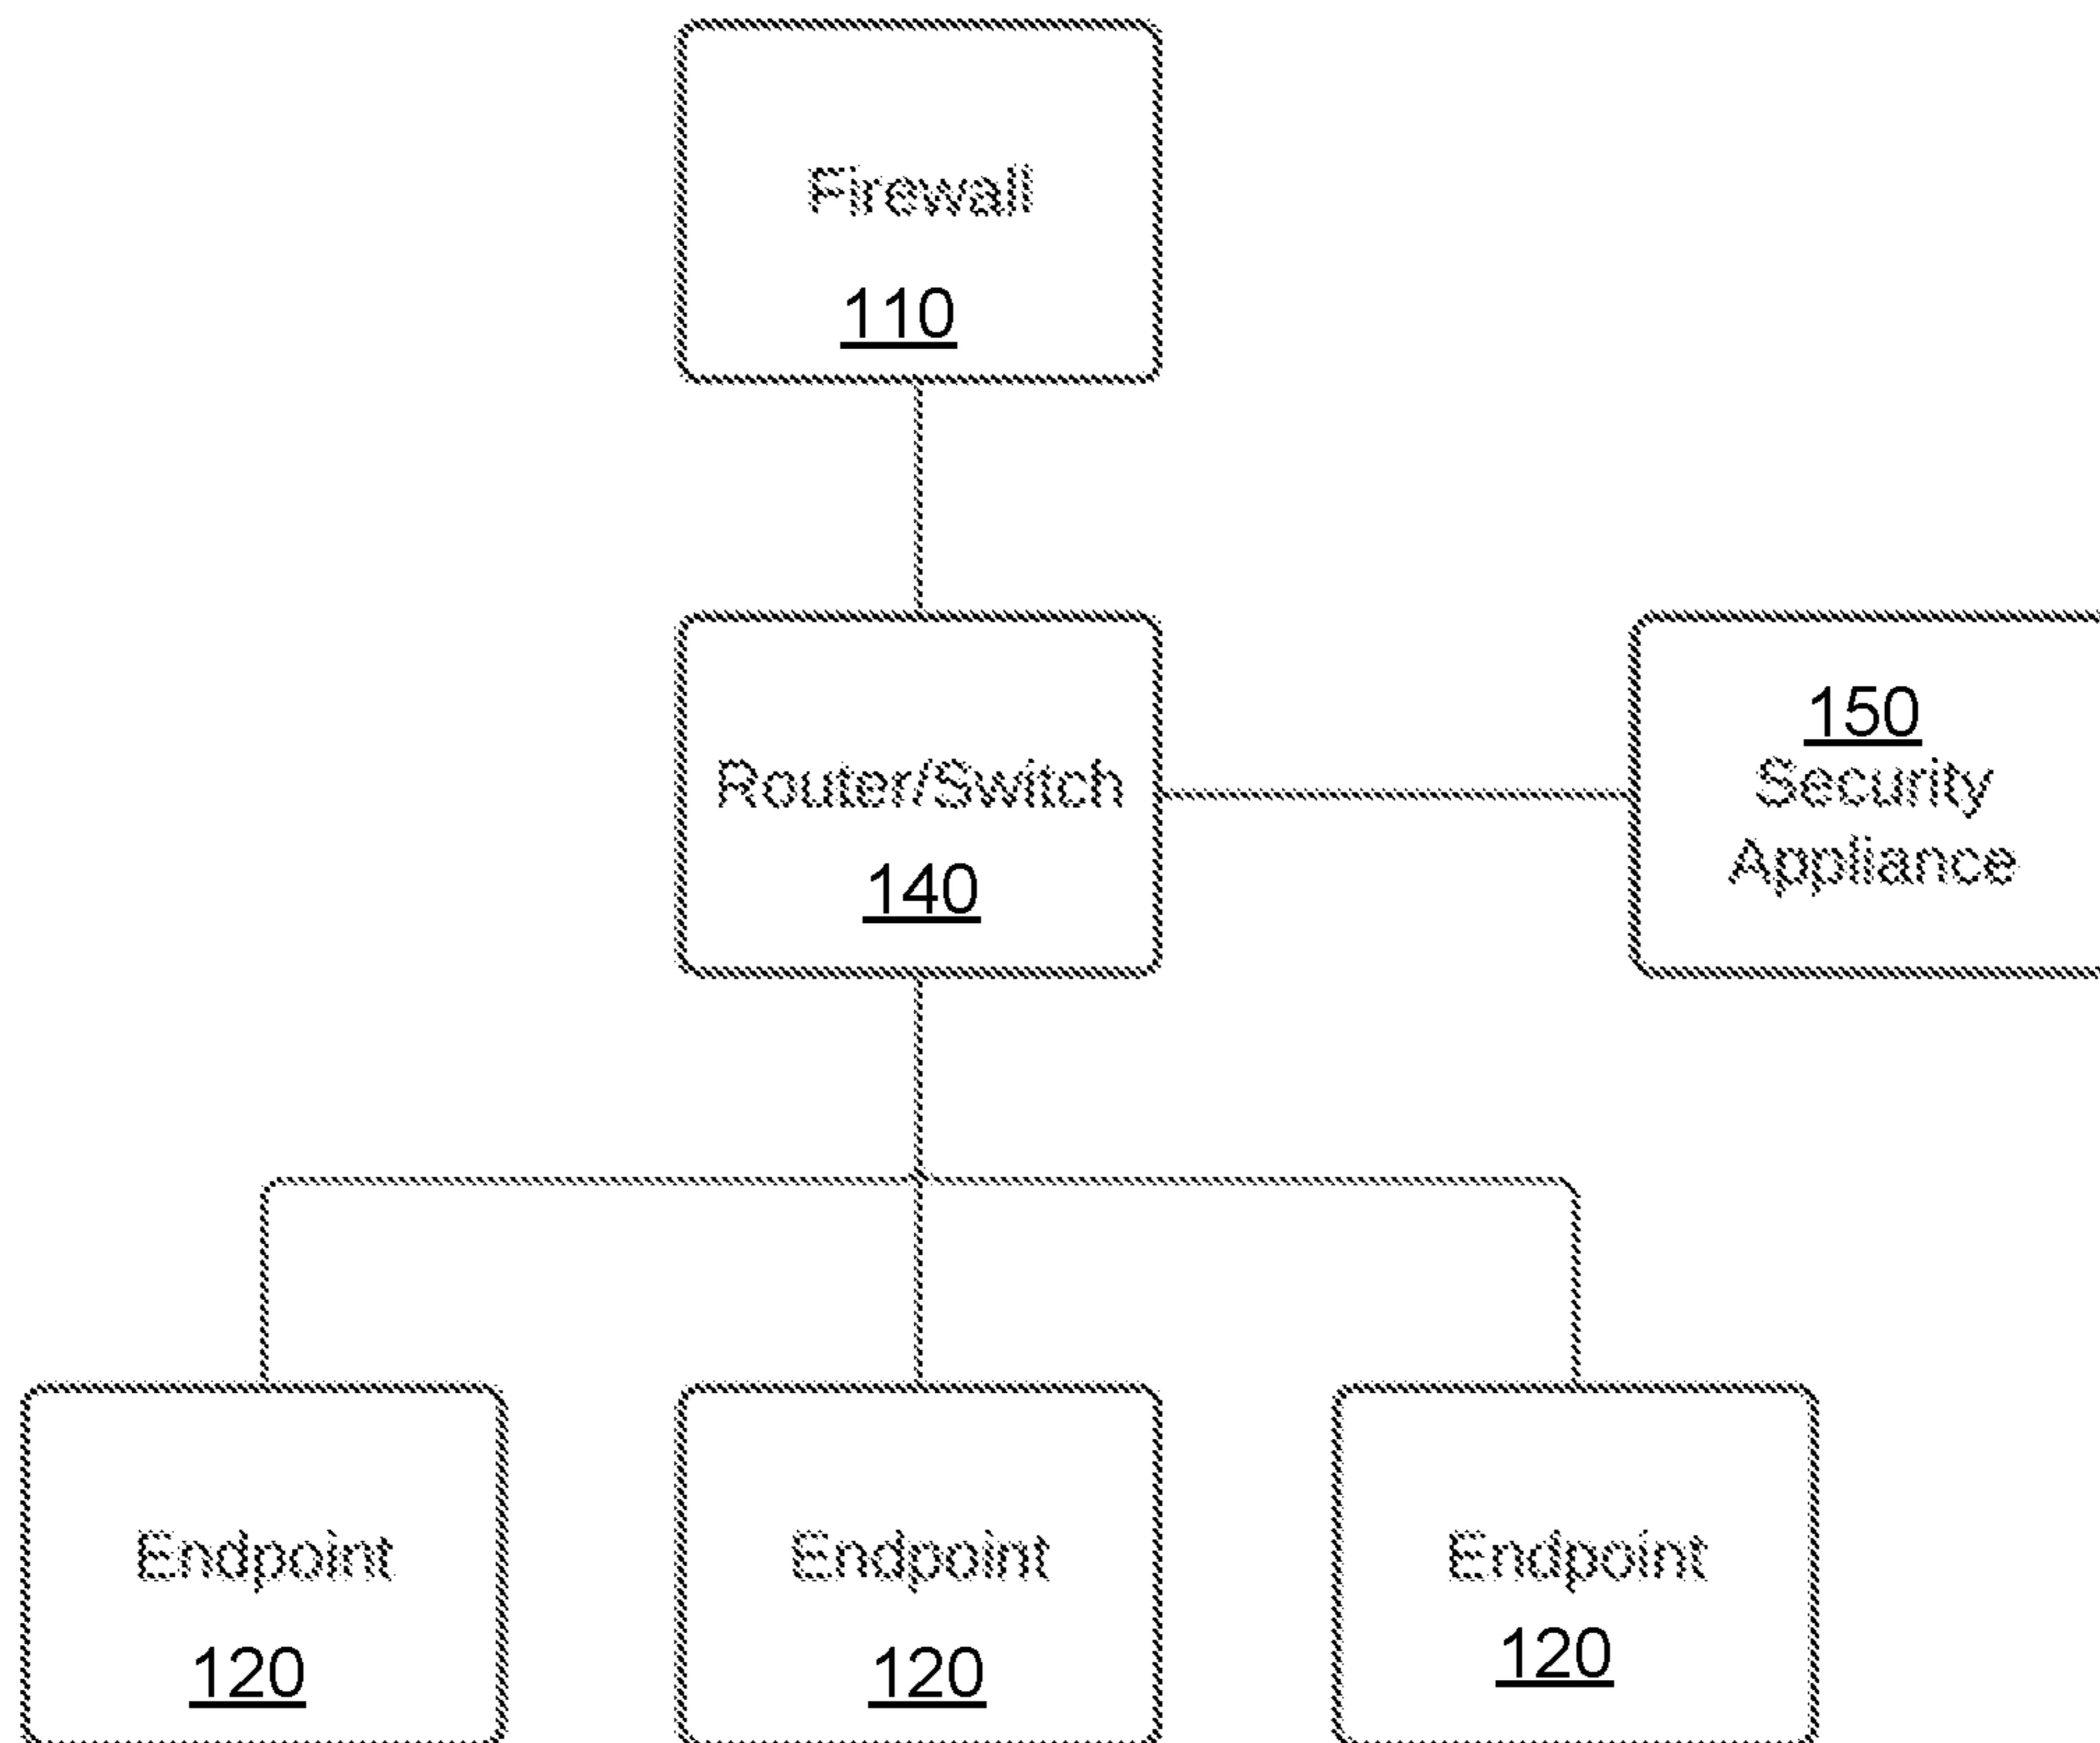 Firewall
110
Router/Switch
140
150
Security
Appliance
Endpoint
120
Endpoint
120
Endpoint
120